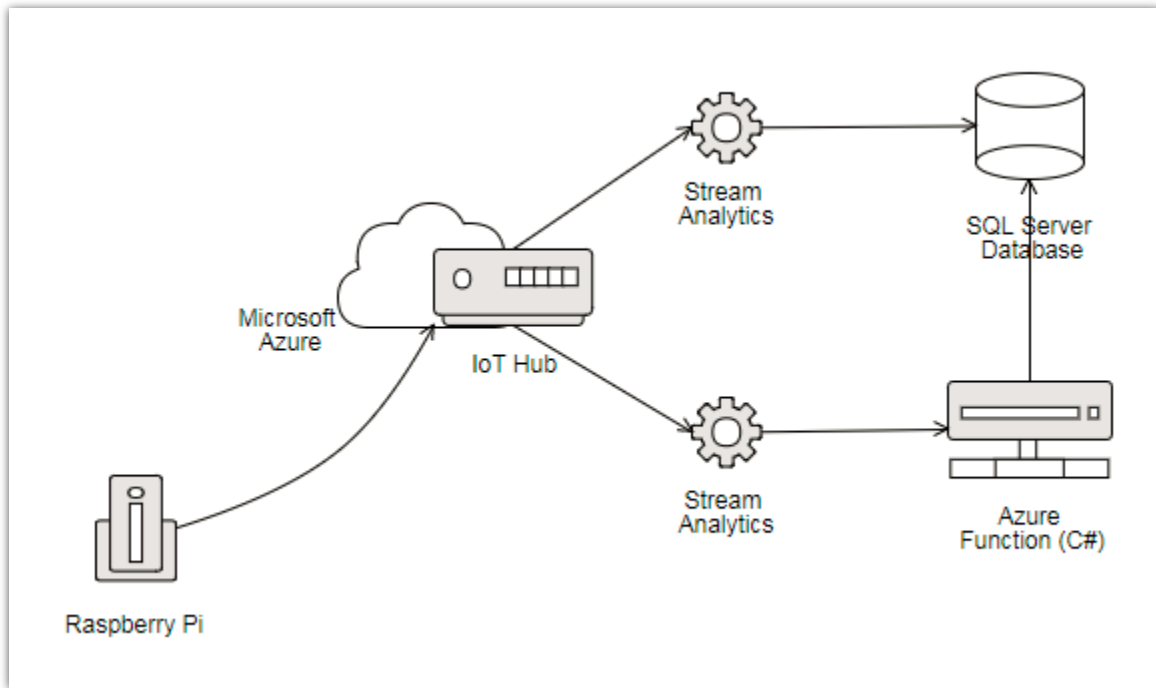 Stream
Analytics
SQL Server
Database
Microsoft
Azure
IoT Hub
Stream
Analytics
Azure
Function (C#)
Raspberry Pi